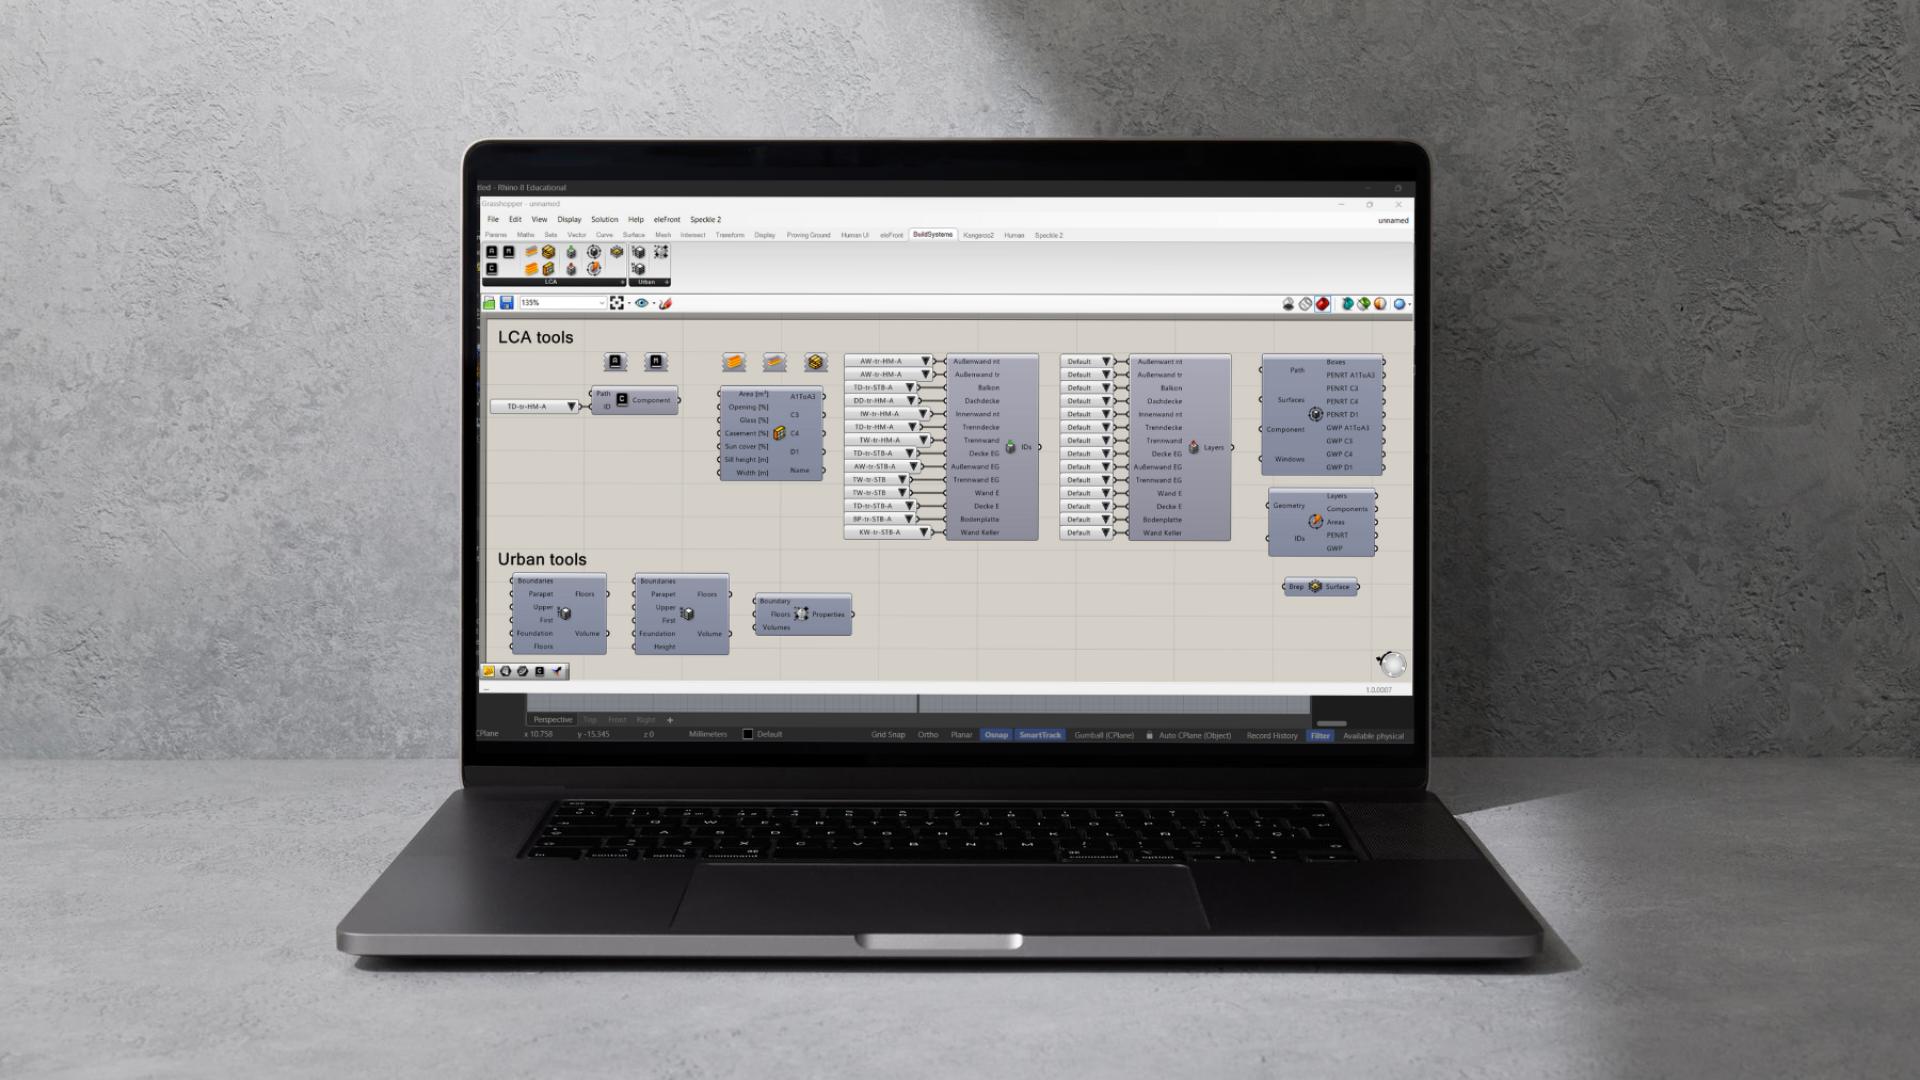 tled - Rhino 8 Educational
Grasshopper - unnamed
File Edit View Display Solution Help eleFront Speckle 2
unnamed
Params Maths Sets Vector Curve Surface Mesh Intersect Transform Display Proving Ground Human UI eleFront BuildSystems Kangaroo2 Human Speckle 2
LCA
Urban
135%
LCA tools
A
M
TD-tr-HM-A
Path
ID
C
Component
Area [m²]
Opening [%]
Glass [%]
Casement [%]
Sun cover [%]
Sill height [m]
Width [m]
A1ToA3
C3
C4
D1
Name
AW-tr-HM-A
AW-tr-HM-A
TD-tr-STB-A
DD-tr-HM-A
IW-tr-HM-A
TD-tr-HM-A
TW-tr-HM-A
TD-tr-STB-A
AW-tr-STB-A
TW-tr-STB
TW-tr-STB
TD-tr-STB-A
BP-tr-STB-A
KW-tr-STB-A
Außenwand nt
Außenwand tr
Balkon
Dachdecke
Innenwand nt
Trenndecke
Trennwand
Decke EG
Außenwand EG
Trennwand EG
Wand E
Decke E
Bodenplatte
Wand Keller
IDs
Default
Default
Default
Default
Default
Default
Default
Default
Default
Default
Default
Default
Default
Default
Außenwant nt
Außenwand tr
Balkon
Dachdecke
Innenwand nt
Trenndecke
Trennwand
Decke EG
Außenwand EG
Trennwand EG
Wand E
Decke E
Bodenplatte
Wand Keller
Layers
Path
Surfaces
Component
Windows
Boxes
PENRT A1ToA3
PENRT C3
PENRT C4
PENRT D1
GWP A1ToA3
GWP C3
GWP C4
GWP D1
Geometry
IDs
Layers
Components
Areas
PENRT
GWP
Brep
Surface
Urban tools
Boundaries
Parapet
Upper
First
Foundation
Floors
Floors
Volume
Boundaries
Parapet
Upper
First
Foundation
Height
Floors
Volume
Boundary
Floors
Volumes
Properties
1.0.0007
Perspective Top Front Right
CPlane x 10.758 y -15.345 z 0 Millimeters Default Grid Snap Ortho Planar Osnap SmartTrack Gumball (CPlane) Auto CPlane (Object) Record History Filter Available physical
esc
Q W E R T Y U I O P
A S D F G H J K L Ñ
Z X C V B N M
fn control option command command option